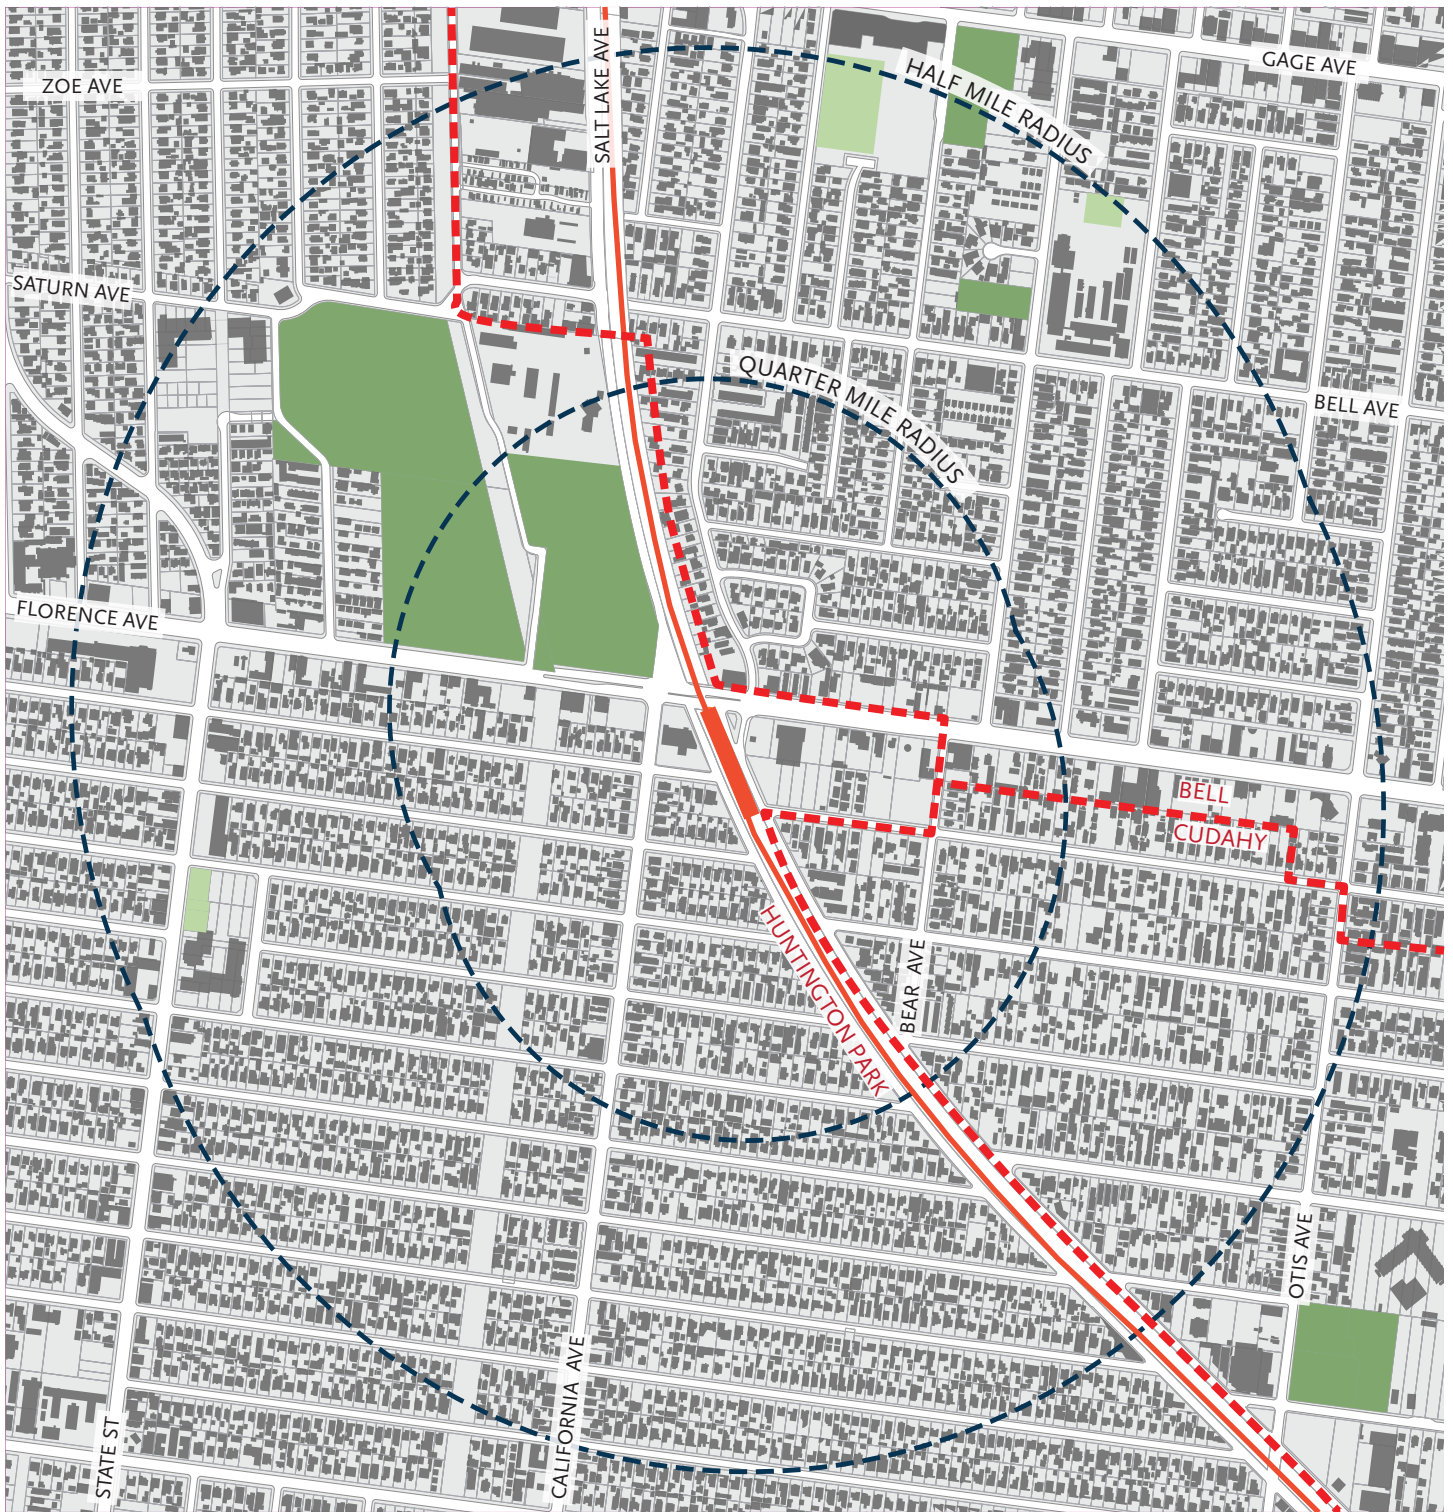 SALT LAKE AVE
GAGE AVE
ZOE AVE
HALF MILE RADIUS
SATURN AVE
QUARTER MILE RADIUS
BELL AVE
FLORENCE AVE
BELL
CUDAHY
HUNTINGTON PARK
BEAR AVE
OTIS AVE
CALIFORNIA AVE
STATE ST